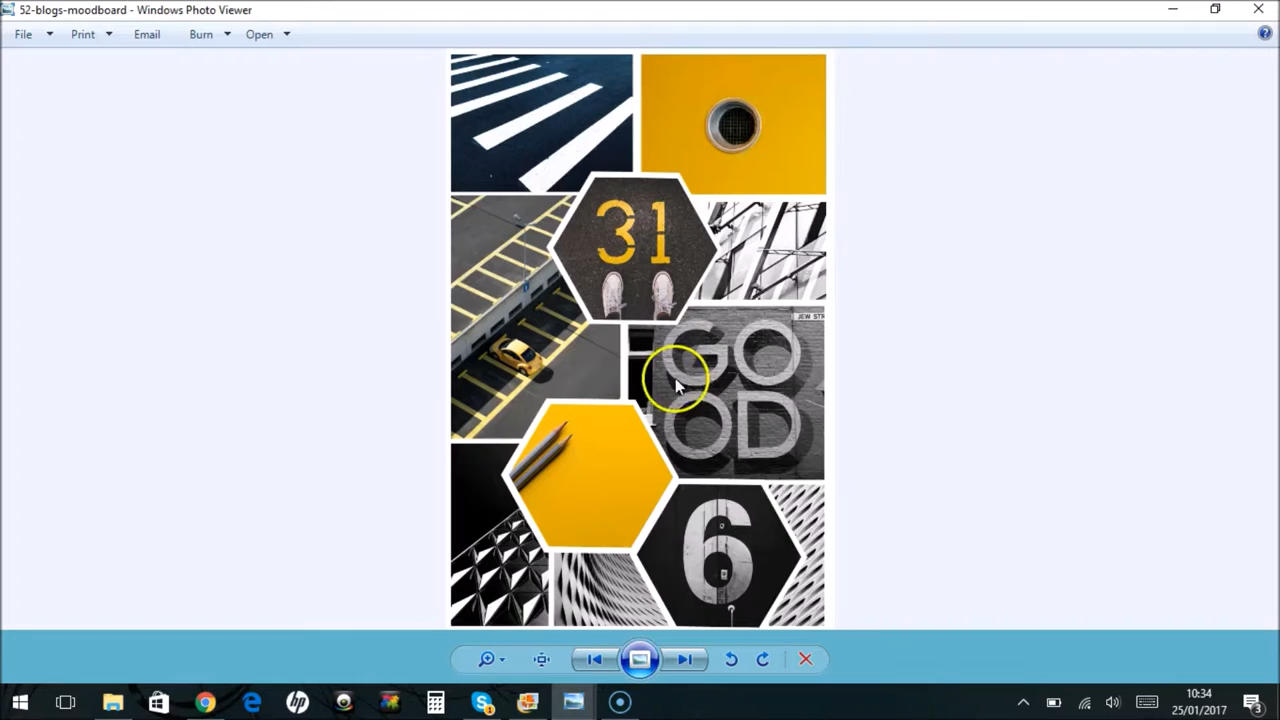 52-blogs-moodboard - Windows Photo Viewer
File Print Email Burn Open
31
JEW STR
GO
OD
6
10:34
25/01/2017
3